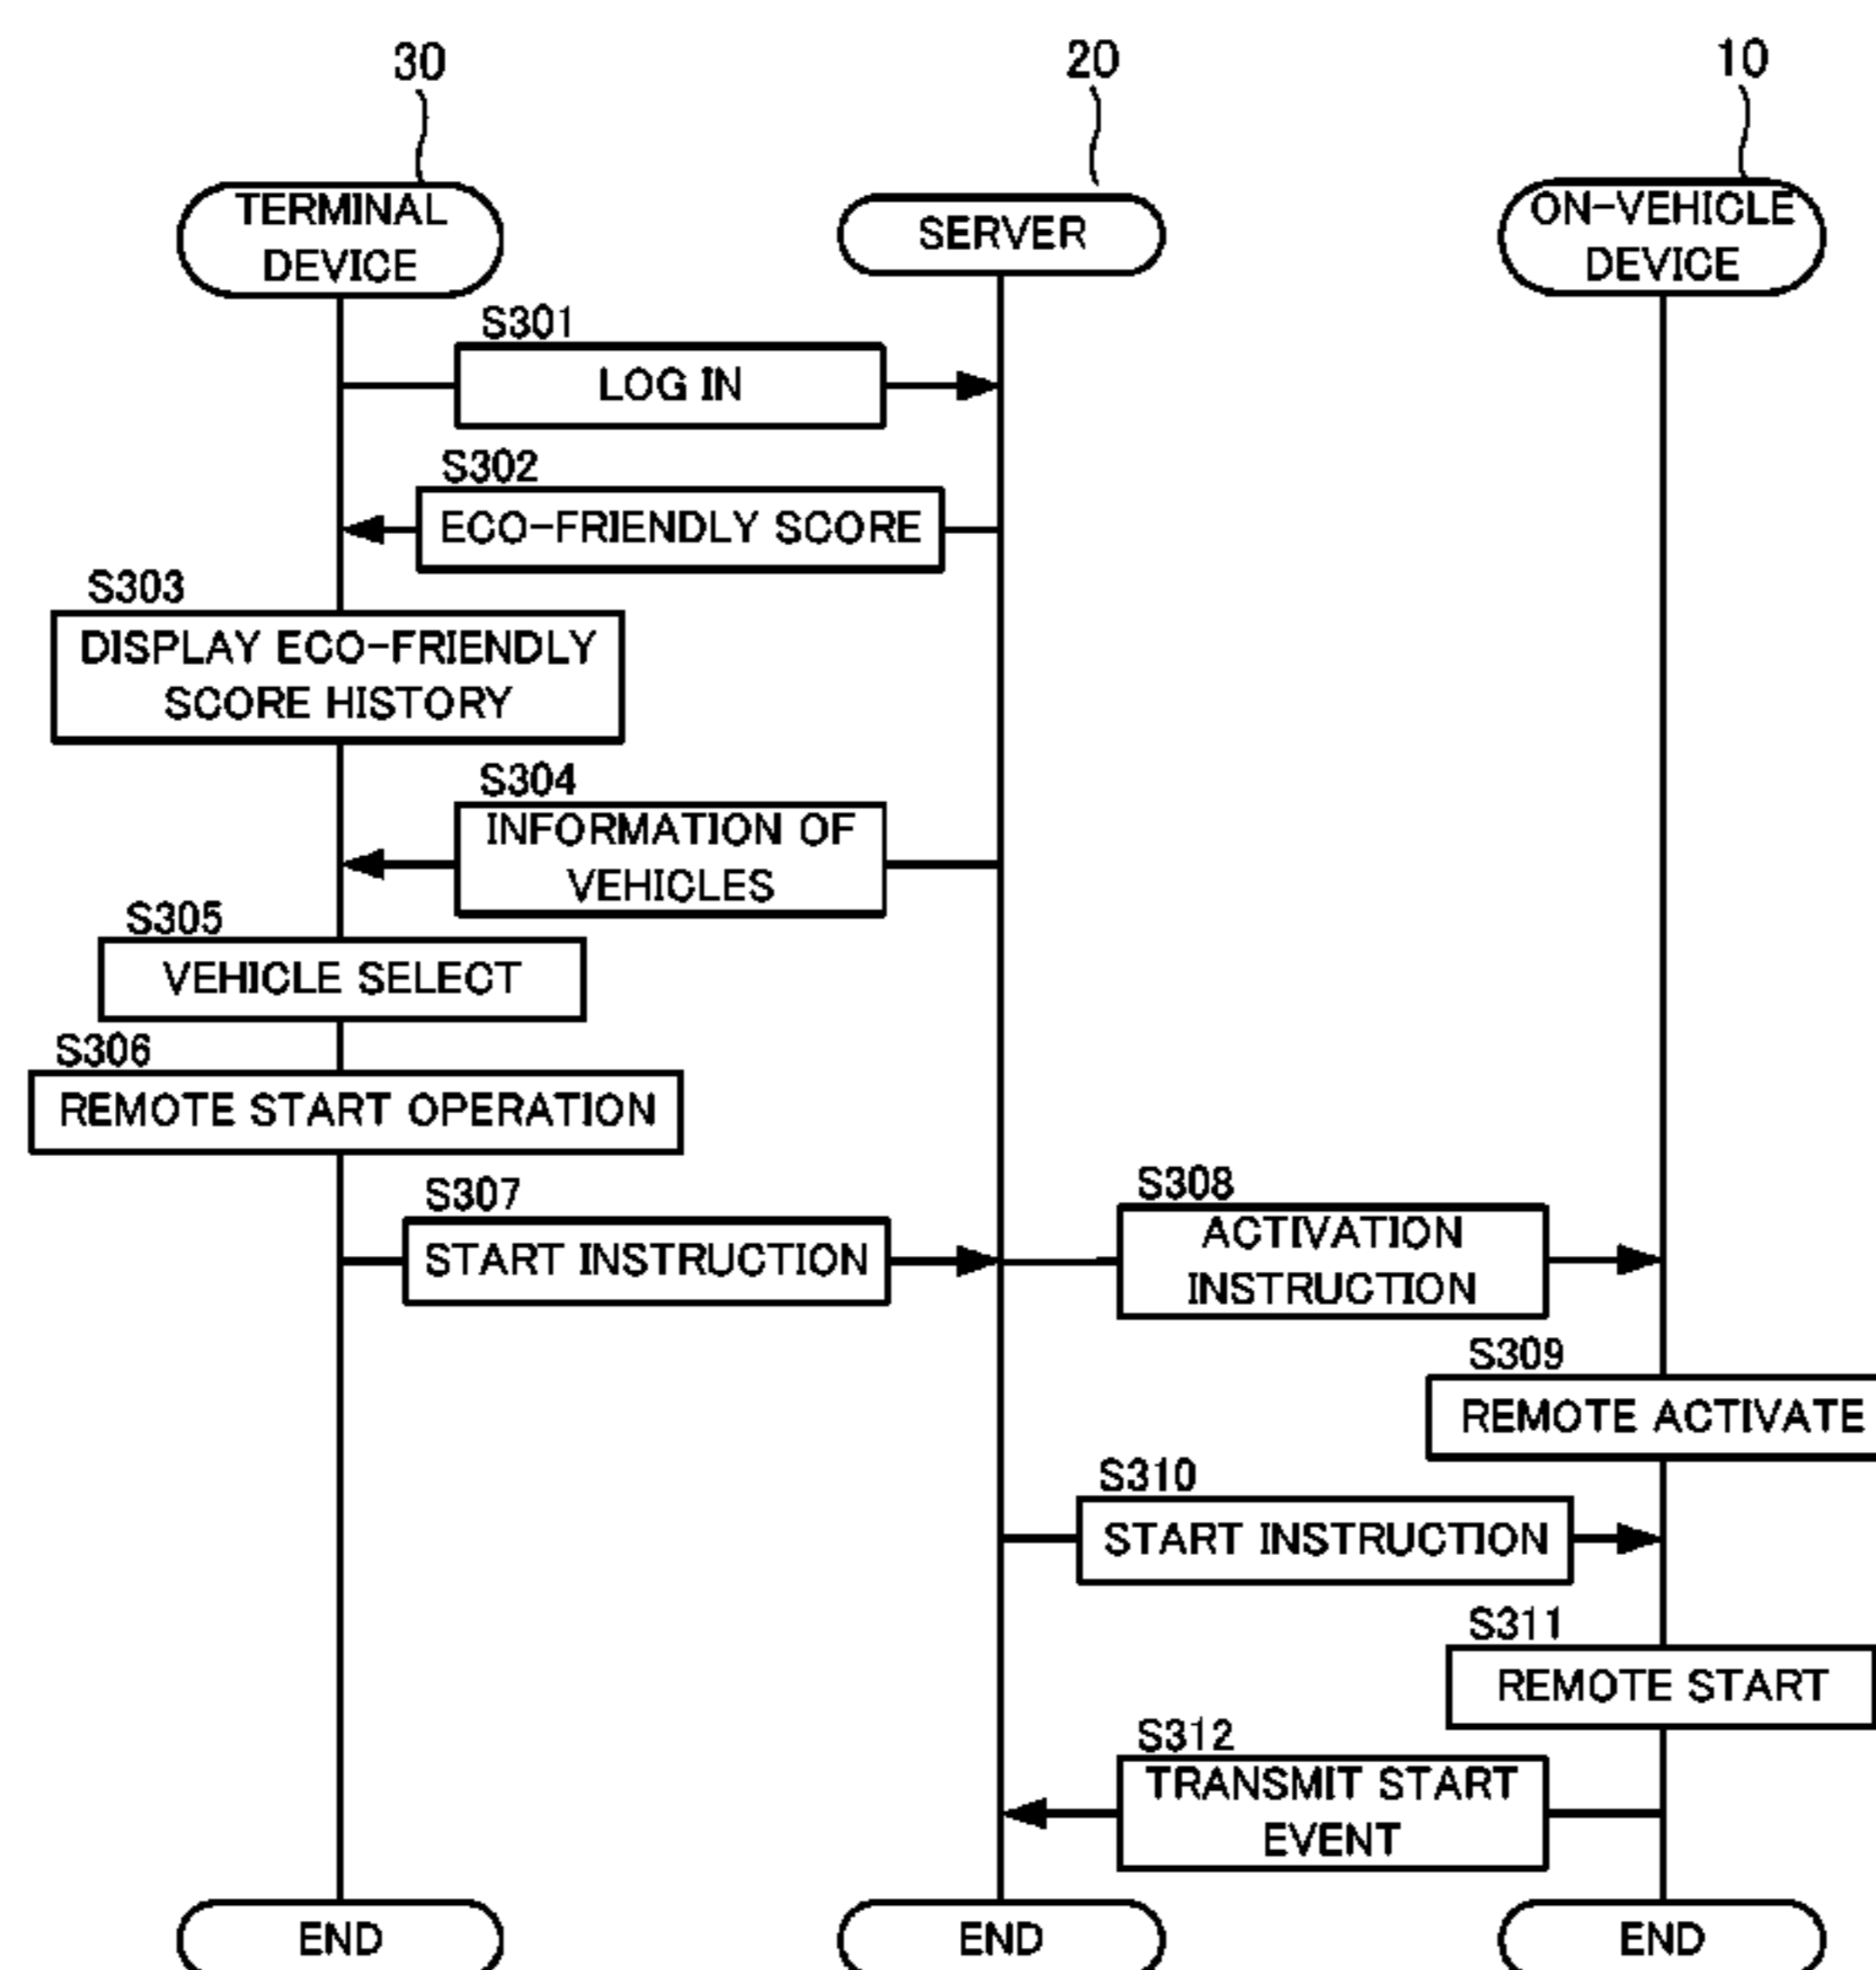 30
20
10
TERMINAL
DEVICE
SERVER
ON-VEHICLE
DEVICE
S301
LOG IN
S302
ECO-FRIENDLY SCORE
S303
DISPLAY ECO-FRIENDLY
SCORE HISTORY
S304
INFORMATION OF
VEHICLES
S305
VEHICLE SELECT
S306
REMOTE START OPERATION
S307
START INSTRUCTION
S308
ACTIVATION
INSTRUCTION
S309
REMOTE ACTIVATE
S310
START INSTRUCTION
S311
REMOTE START
S312
TRANSMIT START
EVENT
END
END
END